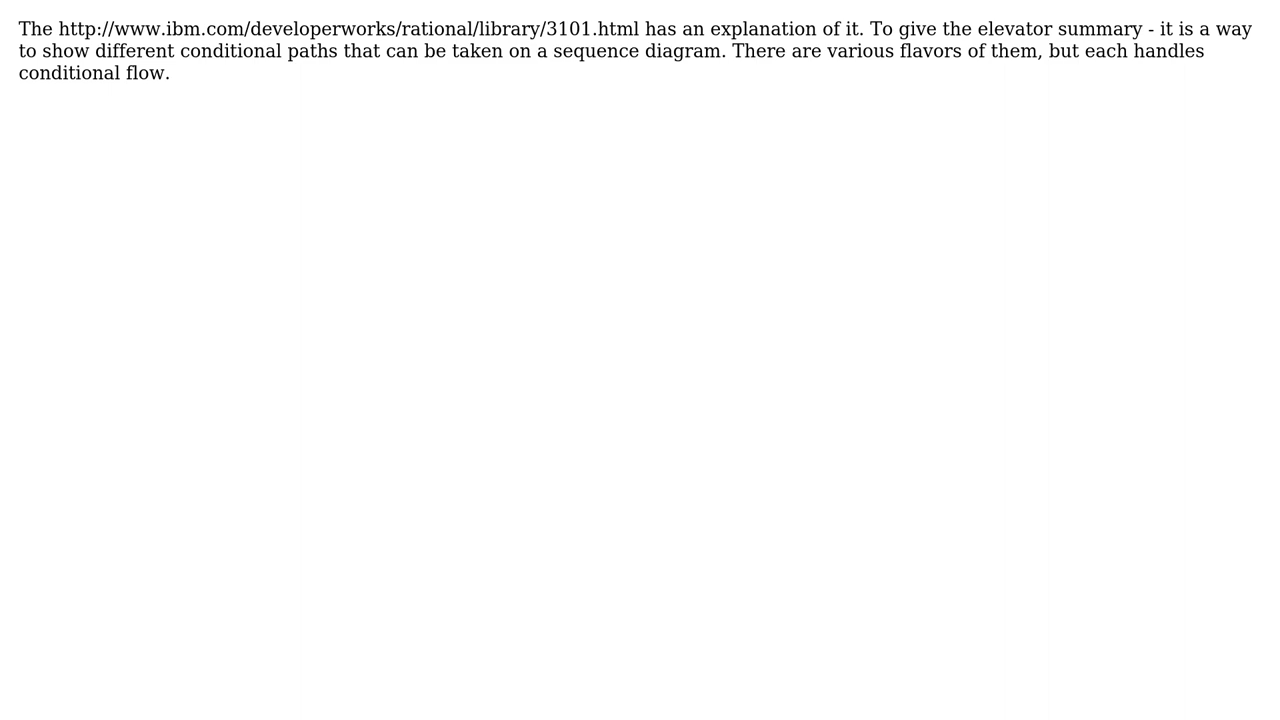 The http://www.ibm.com/developerworks/rational/library/3101.html has an explanation of it. To give the elevator summary - it is a way
to show different conditional paths that can be taken on a sequence diagram. There are various flavors of them, but each handles
conditional flow.